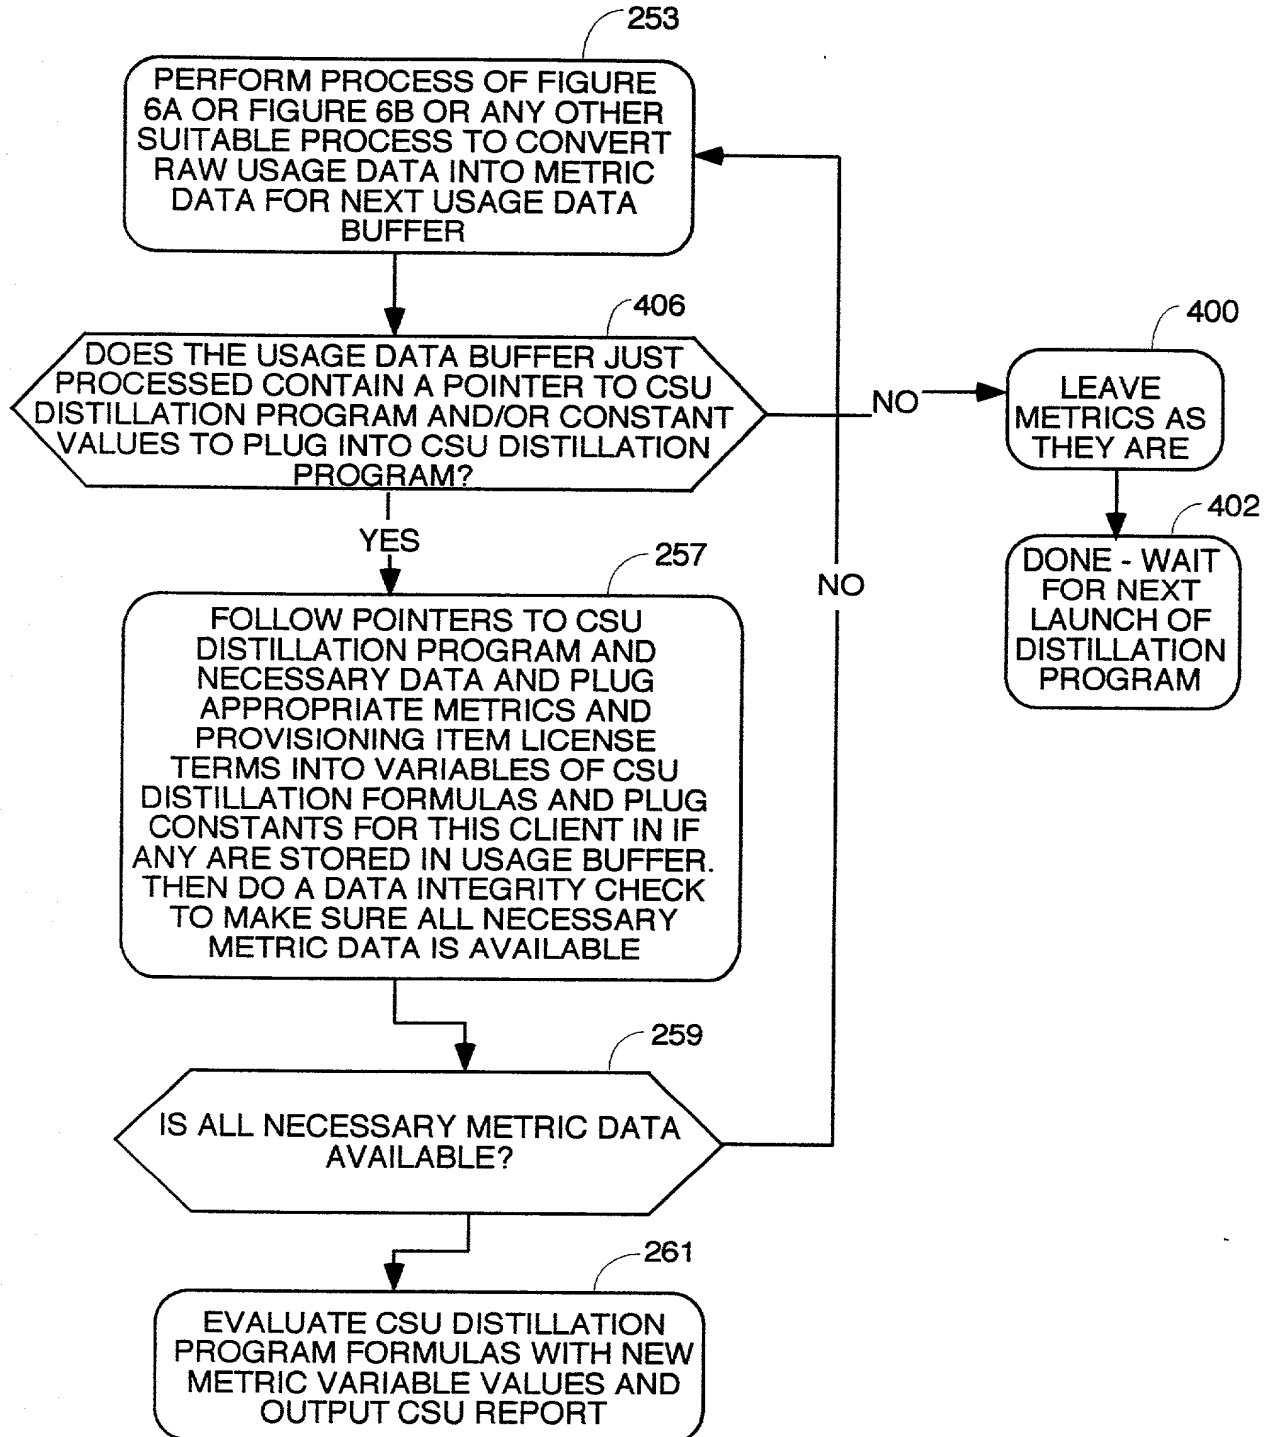 253
PERFORM PROCESS OF FIGURE
6A OR FIGURE 6B OR ANY OTHER
SUITABLE PROCESS TO CONVERT
RAW USAGE DATA INTO METRIC
DATA FOR NEXT USAGE DATA
BUFFER
406
DOES THE USAGE DATA BUFFER JUST
PROCESSED CONTAIN A POINTER TO CSU
DISTILLATION PROGRAM AND/OR CONSTANT
VALUES TO PLUG INTO CSU DISTILLATION
PROGRAM?
NO
400
LEAVE
METRICS AS
THEY ARE
402
DONE - WAIT
FOR NEXT
LAUNCH OF
DISTILLATION
PROGRAM
YES
NO
257
FOLLOW POINTERS TO CSU
DISTILLATION PROGRAM AND
NECESSARY DATA AND PLUG
APPROPRIATE METRICS AND
PROVISIONING ITEM LICENSE
TERMS INTO VARIABLES OF CSU
DISTILLATION FORMULAS AND PLUG
CONSTANTS FOR THIS CLIENT IN IF
ANY ARE STORED IN USAGE BUFFER.
THEN DO A DATA INTEGRITY CHECK
TO MAKE SURE ALL NECESSARY
METRIC DATA IS AVAILABLE
259
IS ALL NECESSARY METRIC DATA
AVAILABLE?
261
EVALUATE CSU DISTILLATION
PROGRAM FORMULAS WITH NEW
METRIC VARIABLE VALUES AND
OUTPUT CSU REPORT